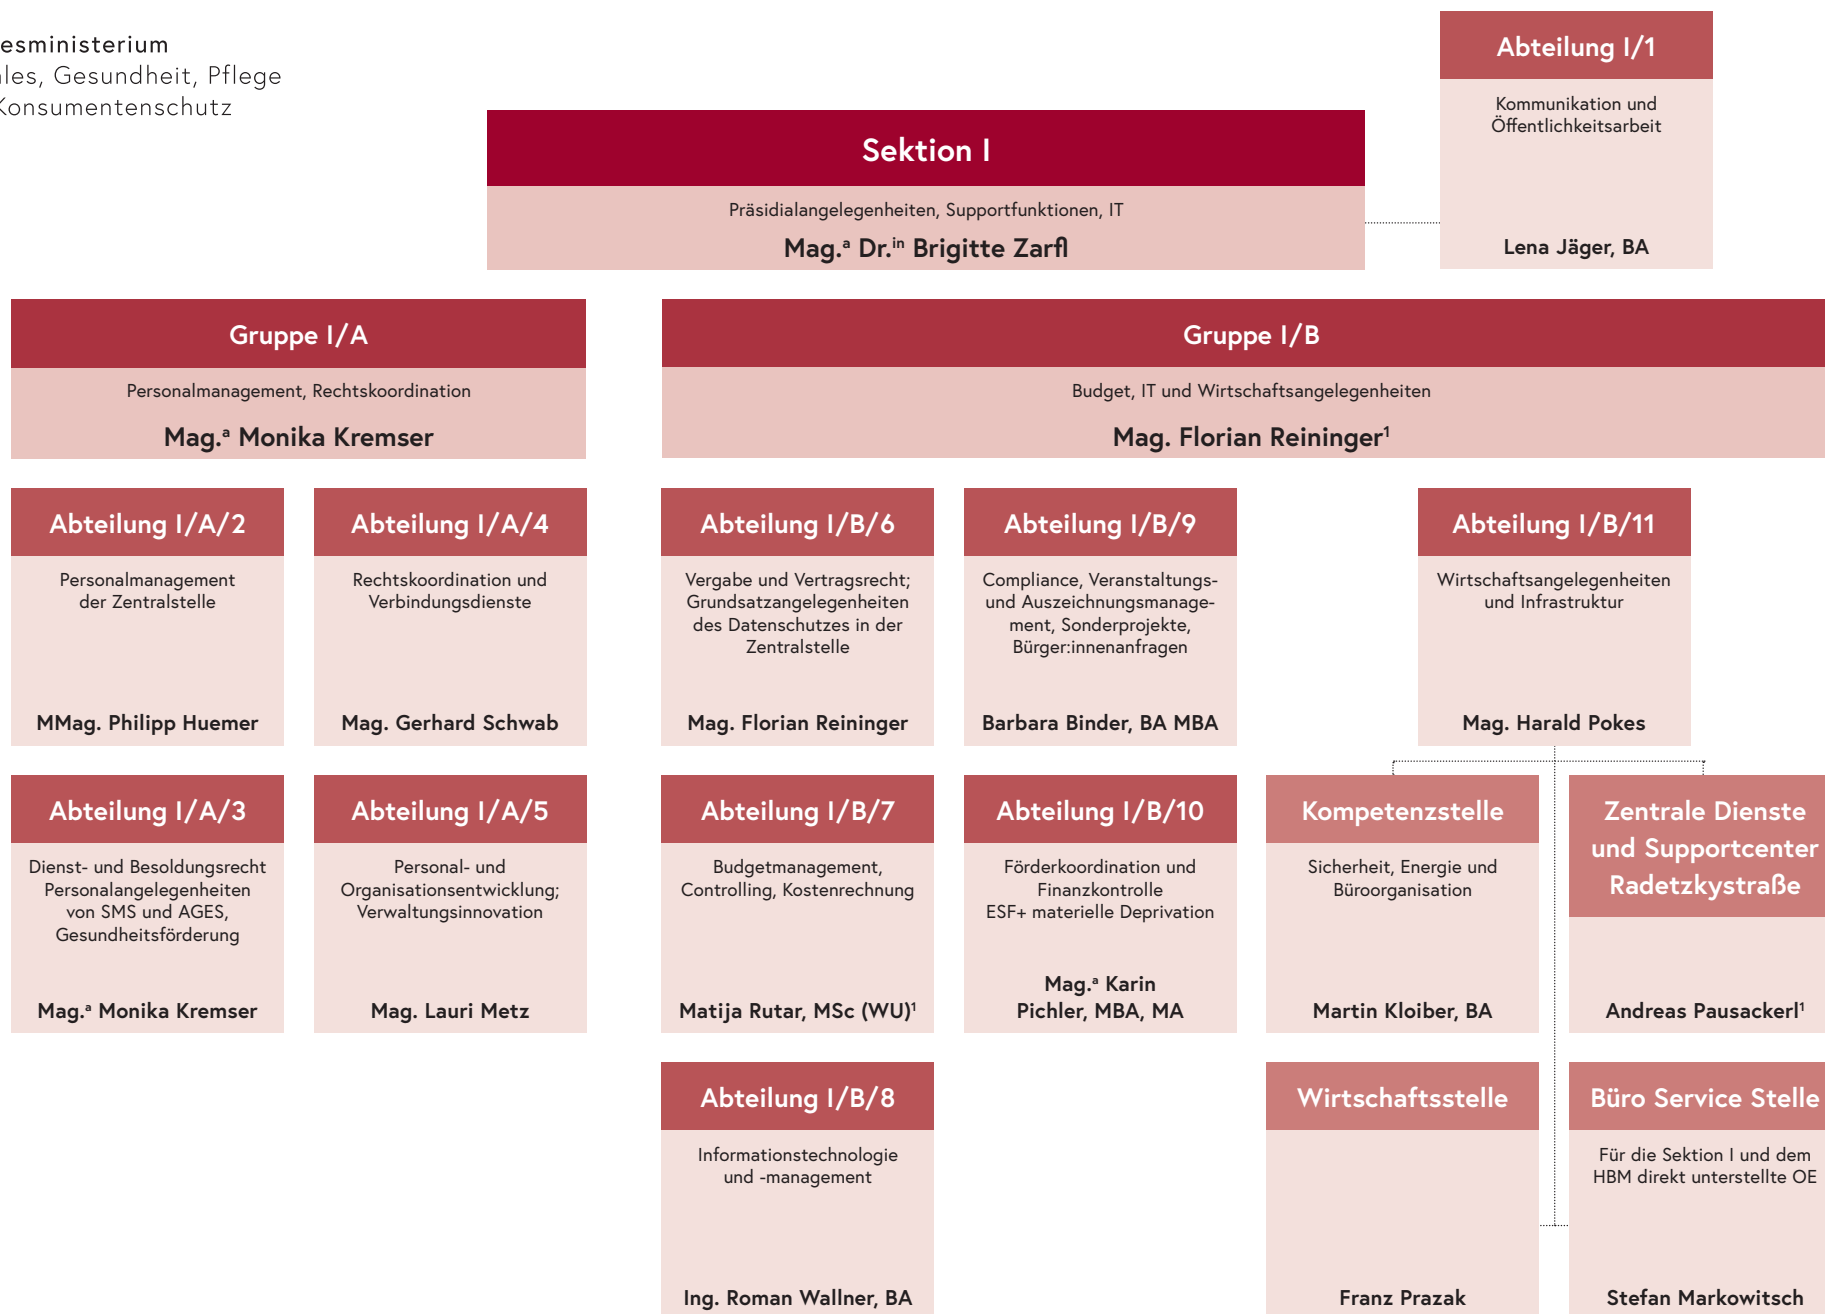 esministerium
les, Gesundheit, Pflege
Konsumentenschutz
Abteilung I/1
Kommunikation und
Öffentlichkeitsarbeit
Lena Jäger, BA
Sektion I
Präsidialangelegenheiten, Supportfunktionen, IT
Mag.ª Dr.ⁱⁿ Brigitte Zarfl
Gruppe I/A
Personalmanagement, Rechtskoordination
Mag.ª Monika Kremser
Gruppe I/B
Budget, IT und Wirtschaftsangelegenheiten
Mag. Florian Reininger¹
Abteilung I/A/2
Personalmanagement
der Zentralstelle
MMag. Philipp Huemer
Abteilung I/A/4
Rechtskoordination und
Verbindungsdienste
Mag. Gerhard Schwab
Abteilung I/B/6
Vergabe und Vertragsrecht;
Grundsatzangelegenheiten
des Datenschutzes in der
Zentralstelle
Mag. Florian Reininger
Abteilung I/B/9
Compliance, Veranstaltungs-
und Auszeichnungsmanage-
ment, Sonderprojekte,
Bürger:innenanfragen
Barbara Binder, BA MBA
Abteilung I/B/11
Wirtschaftsangelegenheiten
und Infrastruktur
Mag. Harald Pokes
Abteilung I/A/3
Dienst- und Besoldungsrecht
Personalangelegenheiten
von SMS und AGES,
Gesundheitsförderung
Mag.ª Monika Kremser
Abteilung I/A/5
Personal- und
Organisationsentwicklung;
Verwaltungsinnovation
Mag. Lauri Metz
Abteilung I/B/7
Budgetmanagement,
Controlling, Kostenrechnung
Matija Rutar, MSc (WU)¹
Abteilung I/B/10
Förderkoordination und
Finanzkontrolle
ESF+ materielle Deprivation
Mag.ª Karin
Pichler, MBA, MA
Kompetenzstelle
Sicherheit, Energie und
Büroorganisation
Martin Kloiber, BA
Zentrale Dienste
und Supportcenter
Radetzkystraße
Andreas Pausackerl¹
Abteilung I/B/8
Informationstechnologie
und -management
Ing. Roman Wallner, BA
Wirtschaftsstelle
Franz Prazak
Büro Service Stelle
Für die Sektion I und dem
HBM direkt unterstellte OE
Stefan Markowitsch